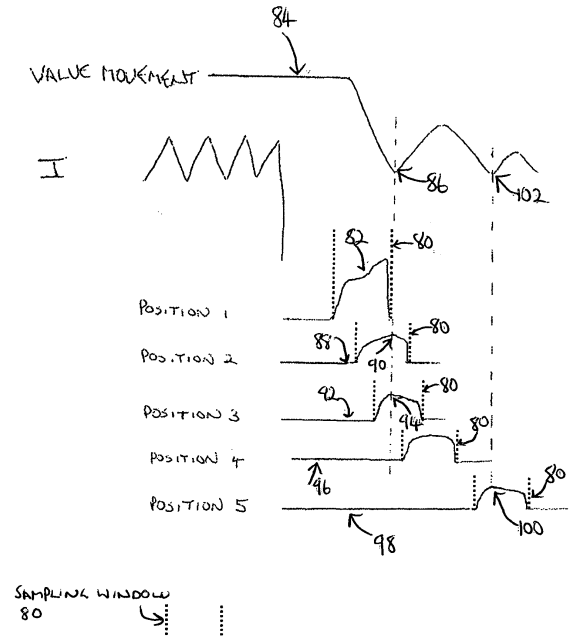 84
VALUE MOVEMENT
I
86
102
82
80
POSITION 1
88
80
POSITION 2
90
92
80
POSITION 3
94
80
POSITION 4
96
80
POSITION 5
100
98
SAMPLING WINDOW
80